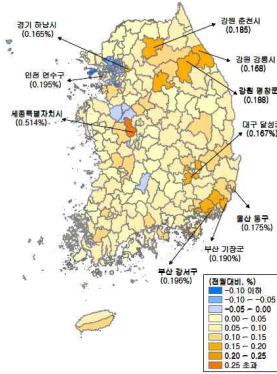 경기 하남시
(0.165%)
강원 춘천시
(0.185)
강원 강릉시
(0.168)
인천 연수구
(0.195%)
강원 평창군
(0.188)
세종특별자치시
(0.514%)
대구 달성군
(0.167%)
울산 동구
(0.175%)
부산 기장군
(0.190%)
부산 강서구
(0.196%)
(전월대비, %)
-0.10 이하
-0.10 ~ -0.05
-0.05 ~ 0.00
0.00 ~ 0.05
0.05 ~ 0.10
0.10 ~ 0.15
0.15 ~ 0.20
0.20 ~ 0.25
0.25 초과